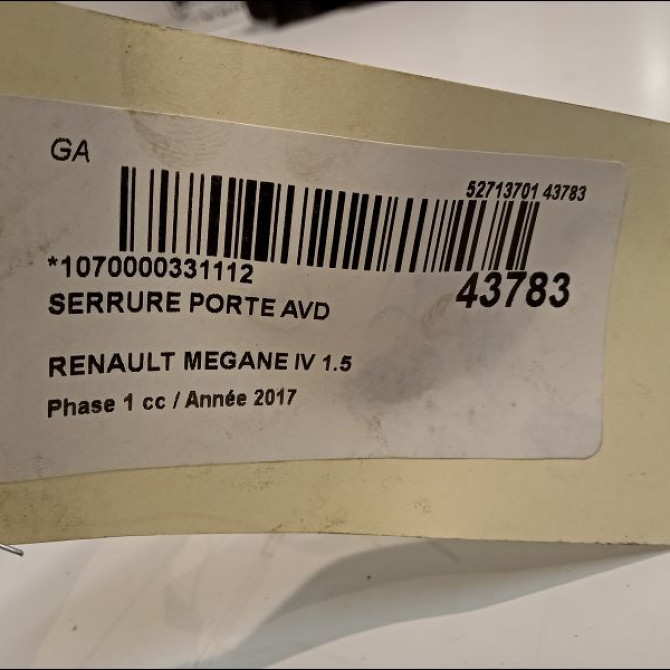 GA
52713701 43783
*1070000331112
43783
SERRURE PORTE AVD
RENAULT MEGANE IV 1.5
Phase 1 cc / Année 2017